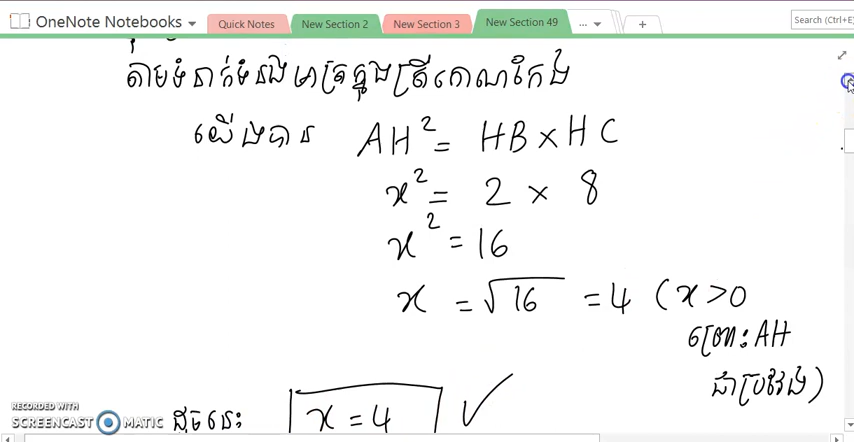 OneNote Notebooks Quick Notes New Section 2 New Section 3 New Section 49 ... + Search (Ctrl+E)
តាមទំនាក់ទំនងមាត្រក្នុងត្រីកោណកែង
យើងបាន AH² = HB × HC
x² = 2 × 8
x² = 16
x = √16 = 4 (x > 0
ព្រោះ AH
ជាប្រវែង)
ដូចនេះ x = 4 ✓
RECORDED WITH
SCREENCAST MATIC